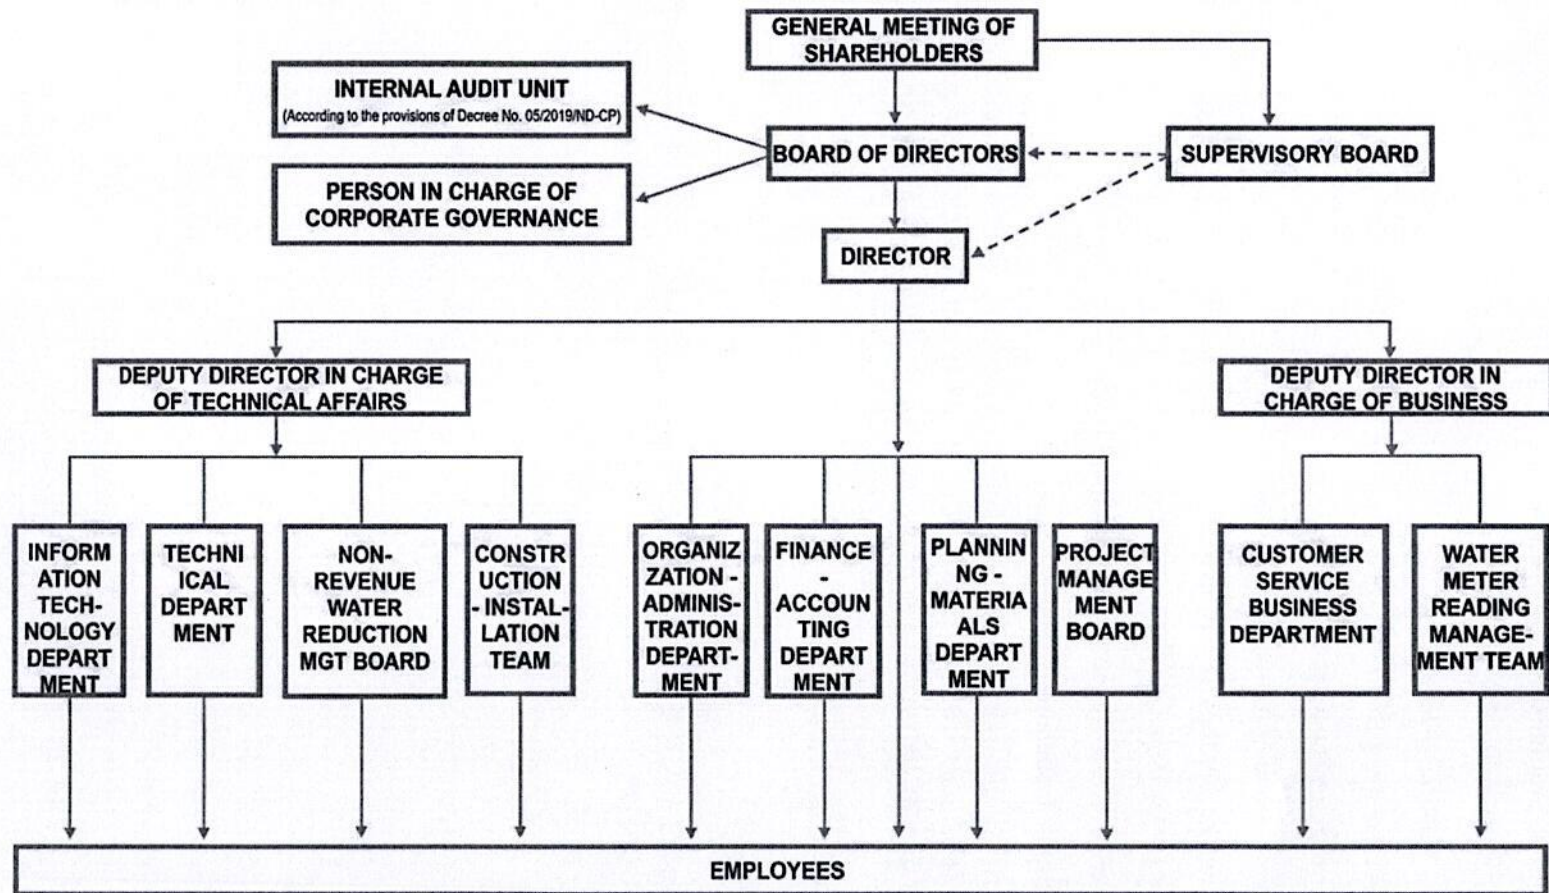 GENERAL MEETING OF
SHAREHOLDERS
INTERNAL AUDIT UNIT
(According to the provisions of Decree No. 05/2019/ND-CP)
BOARD OF DIRECTORS
SUPERVISORY BOARD
PERSON IN CHARGE OF
CORPORATE GOVERNANCE
DIRECTOR
DEPUTY DIRECTOR IN CHARGE
OF TECHNICAL AFFAIRS
DEPUTY DIRECTOR IN
CHARGE OF BUSINESS
INFORM
ATION
TECH-
NOLOGY
DEPART
MENT
TECHN
ICAL
DEPART
MENT
NON-
REVENUE
WATER
REDUCTION
MGT BOARD
CONSTR
UCTION
- INSTAL-
LATION
TEAM
ORGANIZ
ZATION -
ADMINIS-
TRATION
DEPART-
MENT
FINANCE
-
ACCOUN
TING
DEPART
MENT
PLANNIN
NG -
MATERIA
ALS
DEPART
MENT
PROJECT
MANAGE
MENT
BOARD
CUSTOMER
SERVICE
BUSINESS
DEPARTMENT
WATER
METER
READING
MANAGE-
MENT TEAM
EMPLOYEES